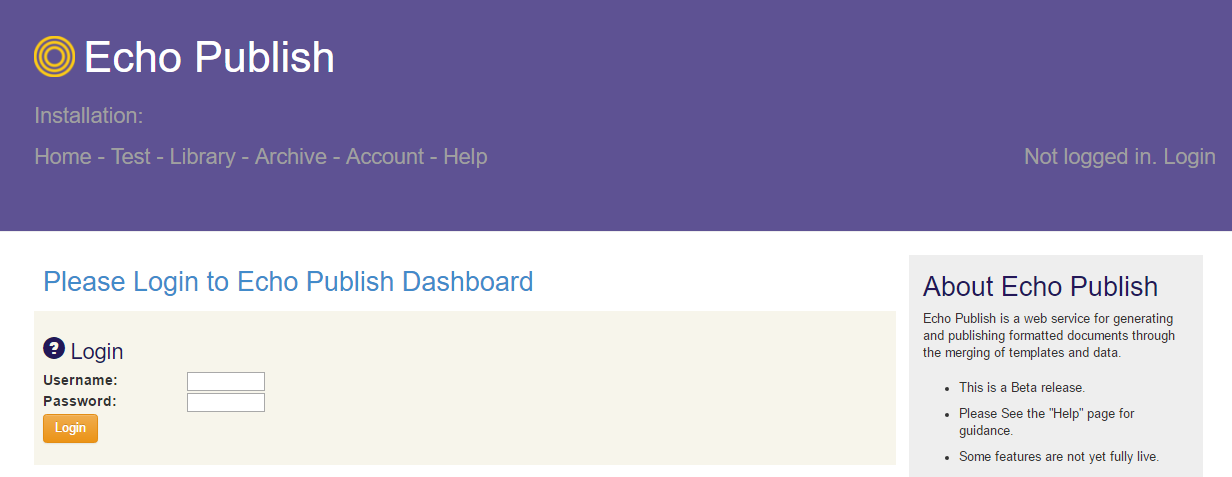 Echo Publish
Installation:
Home - Test - Library - Archive - Account - Help
Not logged in. Login
Please Login to Echo Publish Dashboard
? Login
Username:
Password:
Login
About Echo Publish
Echo Publish is a web service for generating
and publishing formatted documents through
the merging of templates and data.
• This is a Beta release.
• Please See the "Help" page for
guidance.
• Some features are not yet fully live.